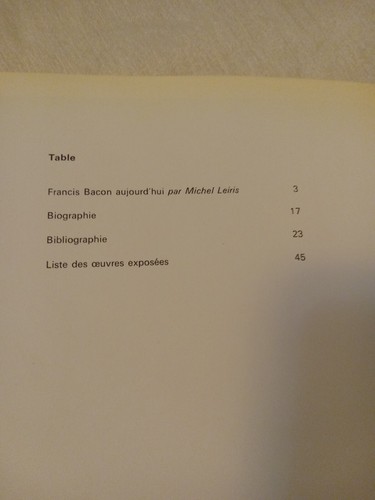 Table
Francis Bacon aujourd'hui par Michel Leiris 3
Biographie 17
Bibliographie 23
Liste des œuvres exposées 45